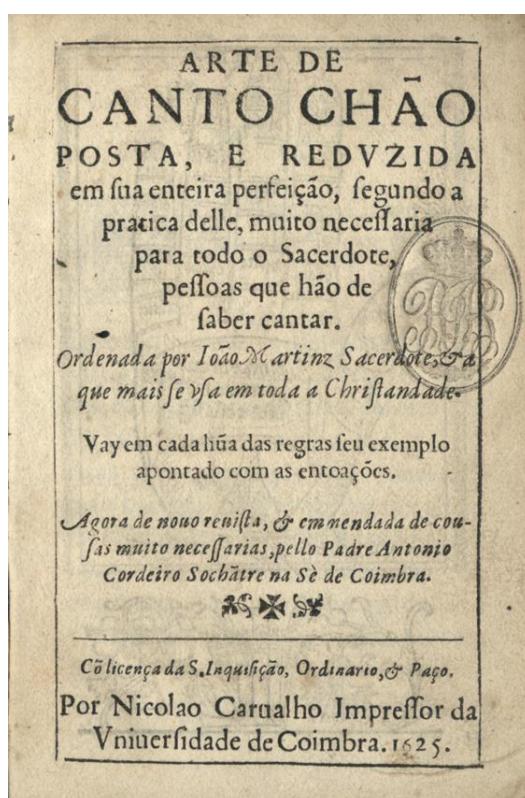 ARTE DE
CANTO CHÃO
POSTA, E REDVZIDA
em ſua enteira perfeição, ſegundo a
pratica delle, muito neceſſaria
para todo o Sacerdote,
peſſoas que hão de
ſaber cantar.
Ordenada por Ioão Martinz Sacerdote, & a
que mais ſe vſa em toda a Chriſtandade.
Vay em cada hũa das regras ſeu exemplo
apontado com as entoações.
Agora de nouo reuiſta, & emmendada de cou-
ſas muito neceſſarias, pello Padre Antonio
Cordeiro Sochãtre na Sè de Coimbra.
Cõ licença da S. Inquiſição, Ordinario, & Paço.
Por Nicolao Carualho Impreſſor da
Vniuerſidade de Coimbra. 1625.